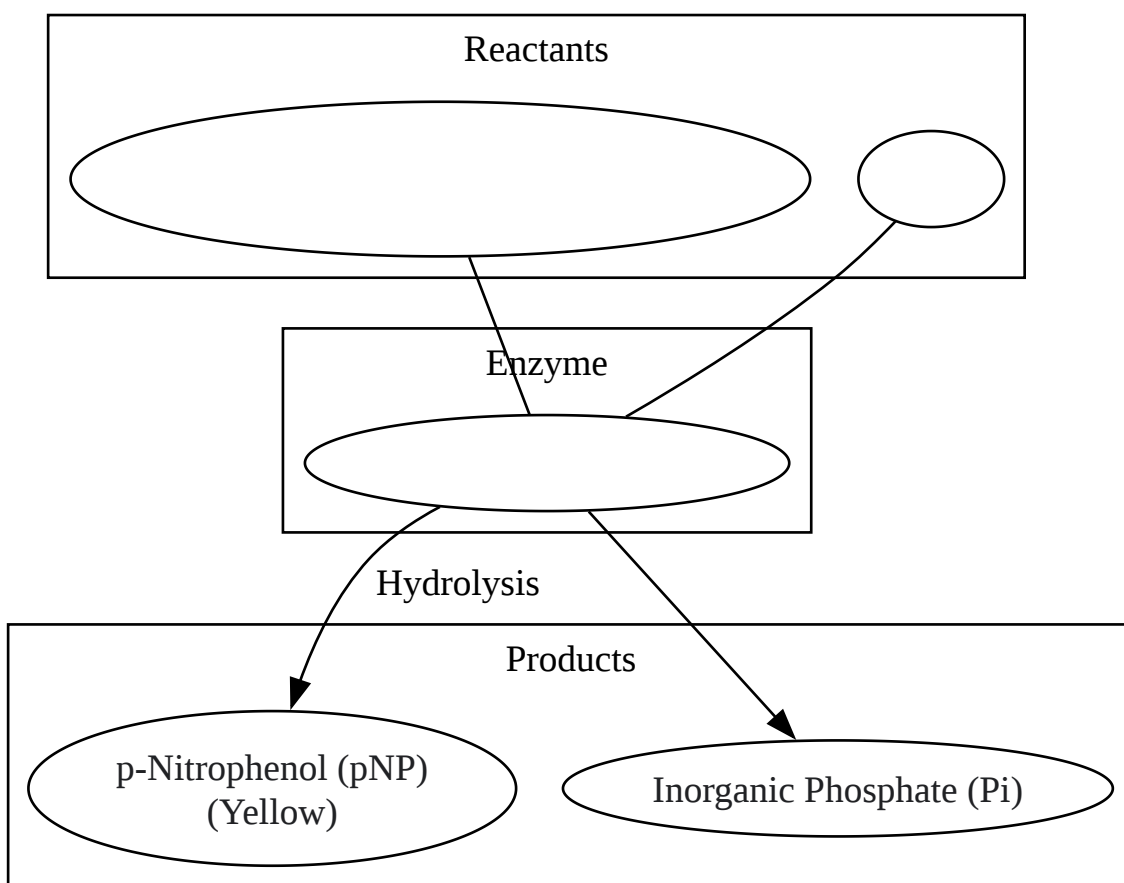 Reactants
Enzyme
Hydrolysis
Products
p-Nitrophenol (pNP)
(Yellow)
Inorganic Phosphate (Pi)